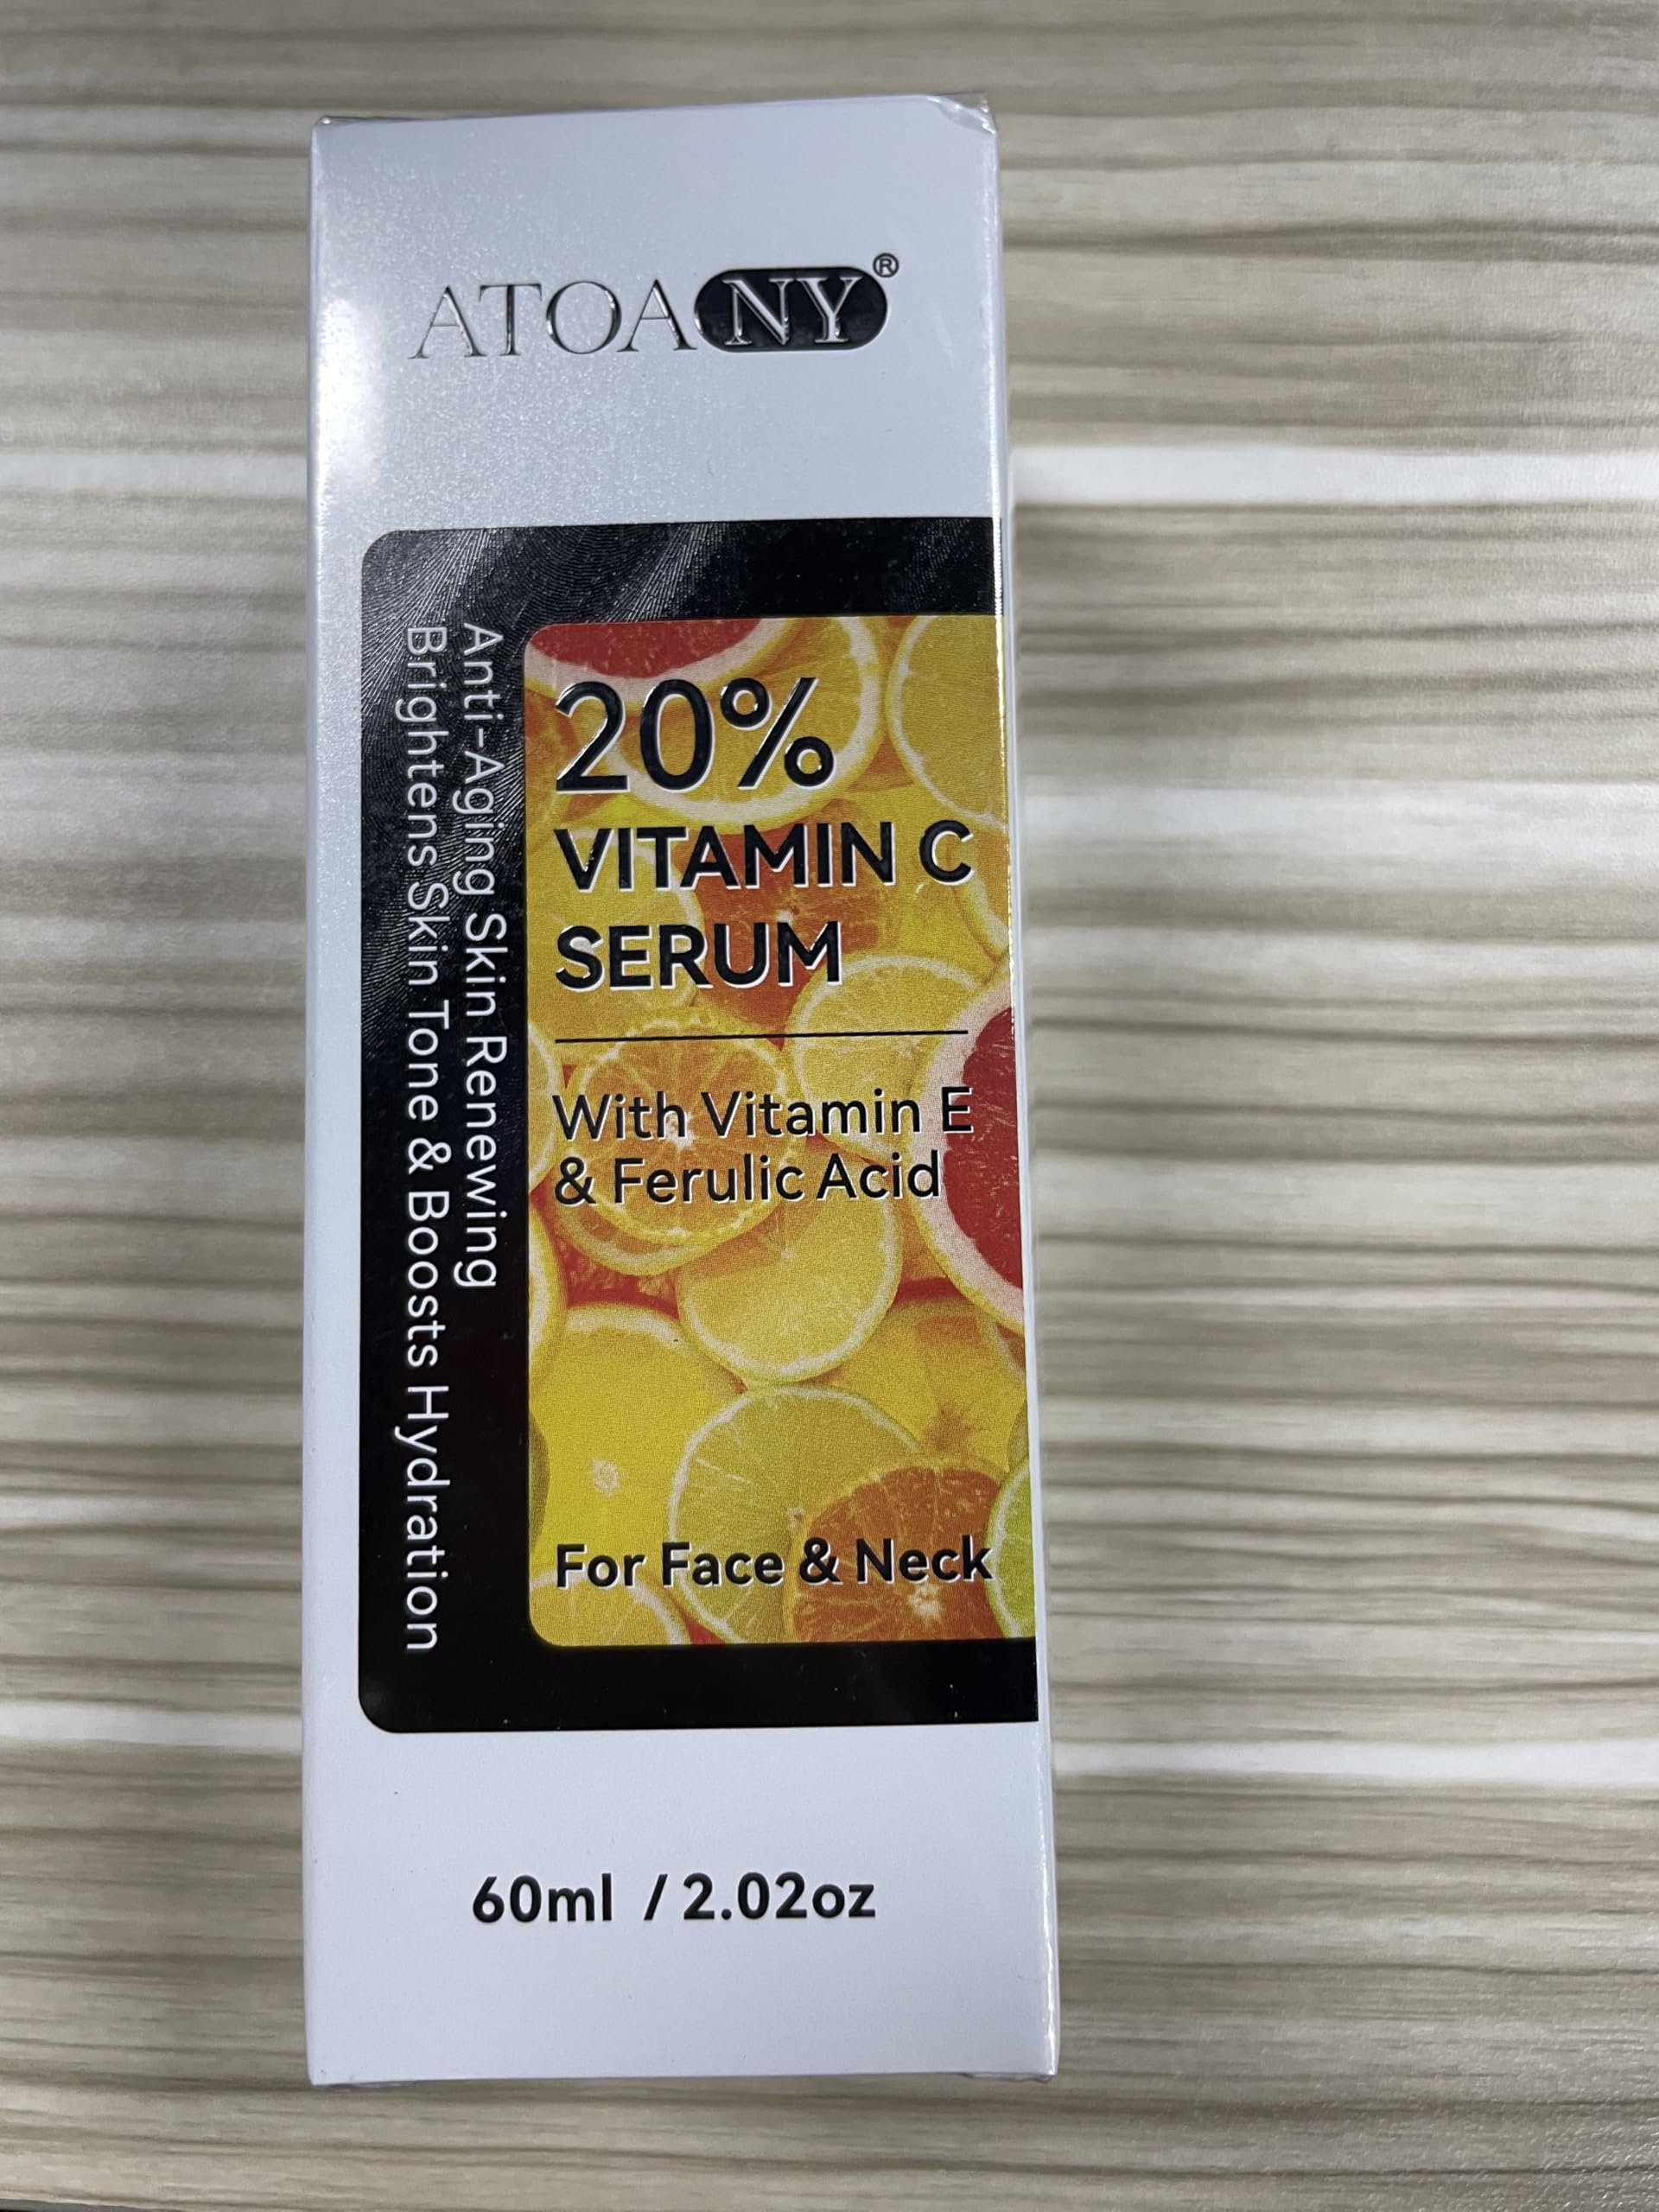 ATOANY®
20%
VITAMIN C
SERUM
With Vitamin E
& Ferulic Acid
For Face & Neck
Anti-Aging Skin Renewing
Brightens Skin Tone & Boosts Hydration
60ml / 2.02oz